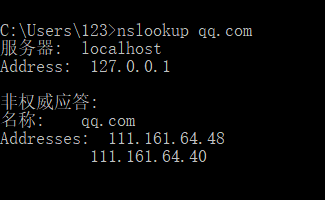 C:\Users\123>nslookup qq.com
服务器:  localhost
Address:  127.0.0.1
非权威应答:
名称:    qq.com
Addresses:  111.161.64.48
111.161.64.40